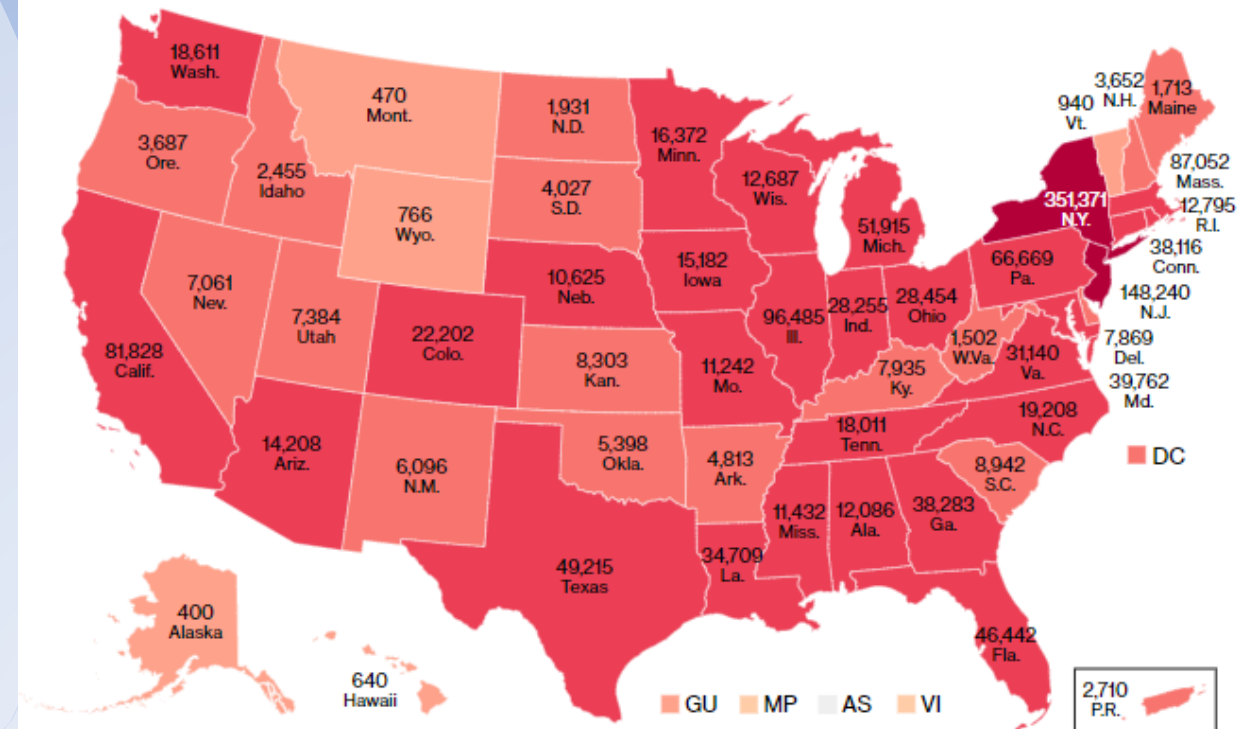 18,611
Wash.
470
Mont.
1,931
N.D.
16,372
Minn.
3,652
N.H.
1,713
Maine
940
Vt.
3,687
Ore.
2,455
Idaho
4,027
S.D.
12,687
Wis.
87,052
Mass.
351,371
N.Y.
12,795
R.I.
766
Wyo.
51,915
Mich.
38,116
Conn.
7,061
Nev.
10,625
Neb.
15,182
Iowa
66,669
Pa.
148,240
N.J.
7,384
Utah
22,202
Colo.
96,485
Ill.
28,255
Ind.
28,454
Ohio
1,502
W.Va.
7,869
Del.
81,828
Calif.
8,303
Kan.
11,242
Mo.
7,935
Ky.
31,140
Va.
39,762
Md.
14,208
Ariz.
6,096
N.M.
5,398
Okla.
4,813
Ark.
18,011
Tenn.
19,208
N.C.
DC
8,942
S.C.
11,432
Miss.
12,086
Ala.
38,283
Ga.
49,215
Texas
34,709
La.
400
Alaska
46,442
Fla.
640
Hawaii
GU MP AS VI
2,710
P.R.